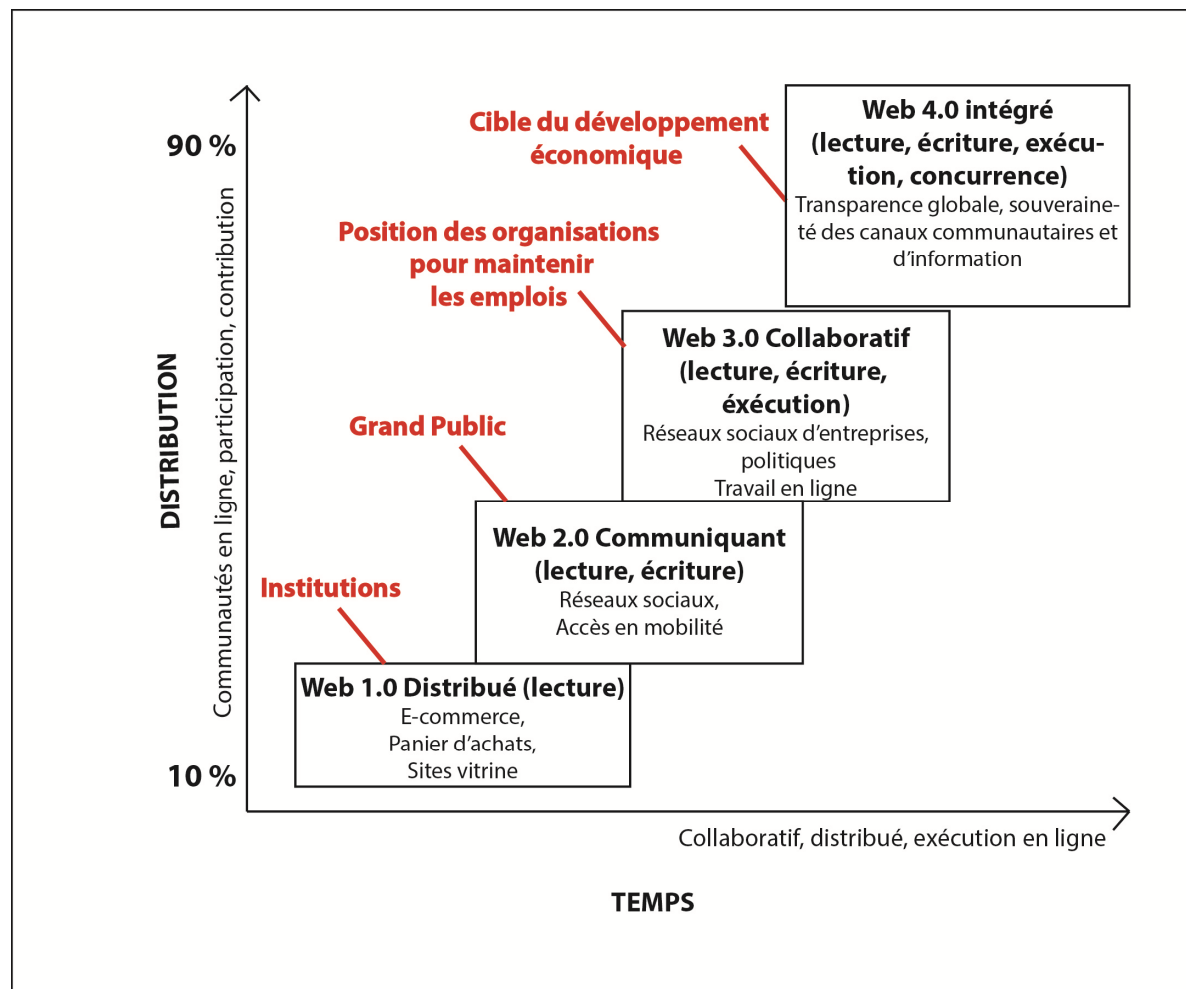 90 %
10 %
DISTRIBUTION
Communautés en ligne, participation, contribution
Cible du développement
économique
Web 4.0 intégré
(lecture, écriture, exécu-
tion, concurrence)
Transparence globale, souveraine-
té des canaux communautaires et
d’information
Position des organisations
pour maintenir
les emplois
Web 3.0 Collaboratif
(lecture, écriture,
éxécution)
Réseaux sociaux d’entreprises,
politiques
Travail en ligne
Grand Public
Web 2.0 Communiquant
(lecture, écriture)
Réseaux sociaux,
Accès en mobilité
Institutions
Web 1.0 Distribué (lecture)
E-commerce,
Panier d’achats,
Sites vitrine
Collaboratif, distribué, exécution en ligne
TEMPS